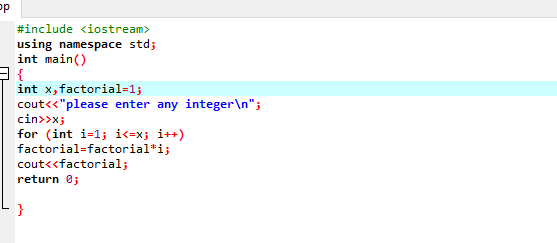 pp
#include <iostream>
using namespace std;
int main()
{
int x,factorial=1;
cout<<"please enter any integer\n";
cin>>x;
for (int i=1; i<=x; i++)
factorial=factorial*i;
cout<<factorial;
return 0;
}